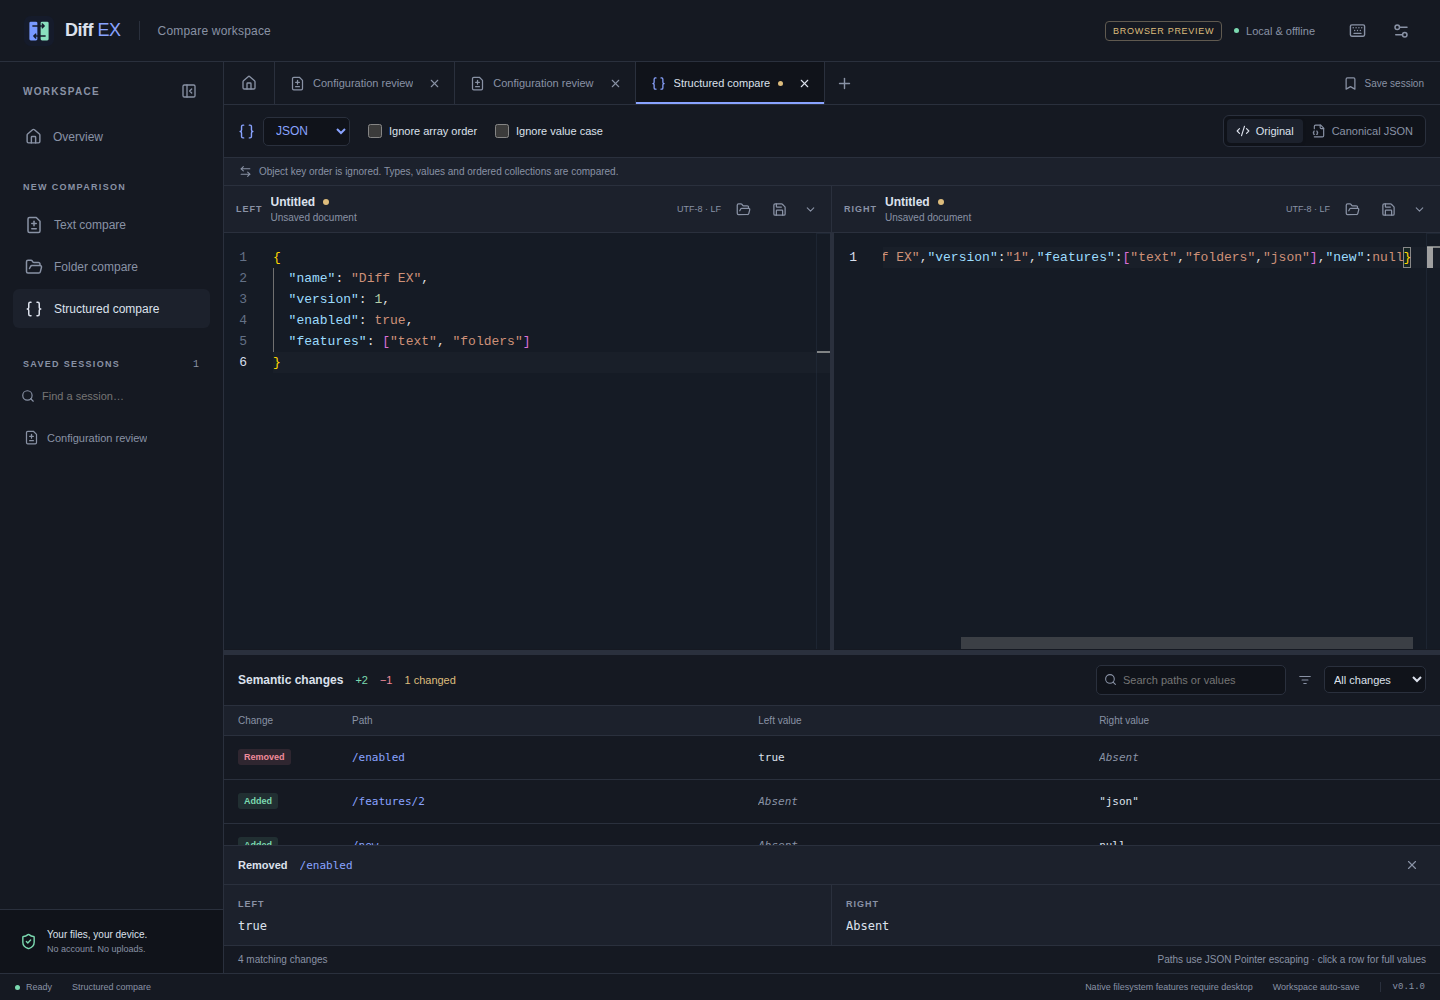 Diff EX
Compare workspace
BROWSER PREVIEW
Local & offline
WORKSPACE
Overview
NEW COMPARISON
Text compare
Folder compare
Structured compare
SAVED SESSIONS 1
Find a session…
Configuration review
Your files, your device.
No account. No uploads.
Configuration review
Configuration review
Structured compare
Save session
JSON
Ignore array order
Ignore value case
Original
Canonical JSON
Object key order is ignored. Types, values and ordered collections are compared.
LEFT
Untitled
Unsaved document
UTF-8 · LF
RIGHT
Untitled
Unsaved document
UTF-8 · LF
1 {
2 "name": "Diff EX",
3 "version": 1,
4 "enabled": true,
5 "features": ["text", "folders"]
6 }
1 f EX","version":"1","features":["text","folders","json"],"new":null}
Semantic changes +2 −1 1 changed
Search paths or values
All changes
Change Path Left value Right value
Removed /enabled true Absent
Added /features/2 Absent "json"
Added /new Absent null
Removed /enabled
LEFT
true
RIGHT
Absent
4 matching changes
Paths use JSON Pointer escaping · click a row for full values
Ready
Structured compare
Native filesystem features require desktop
Workspace auto-save
v0.1.0